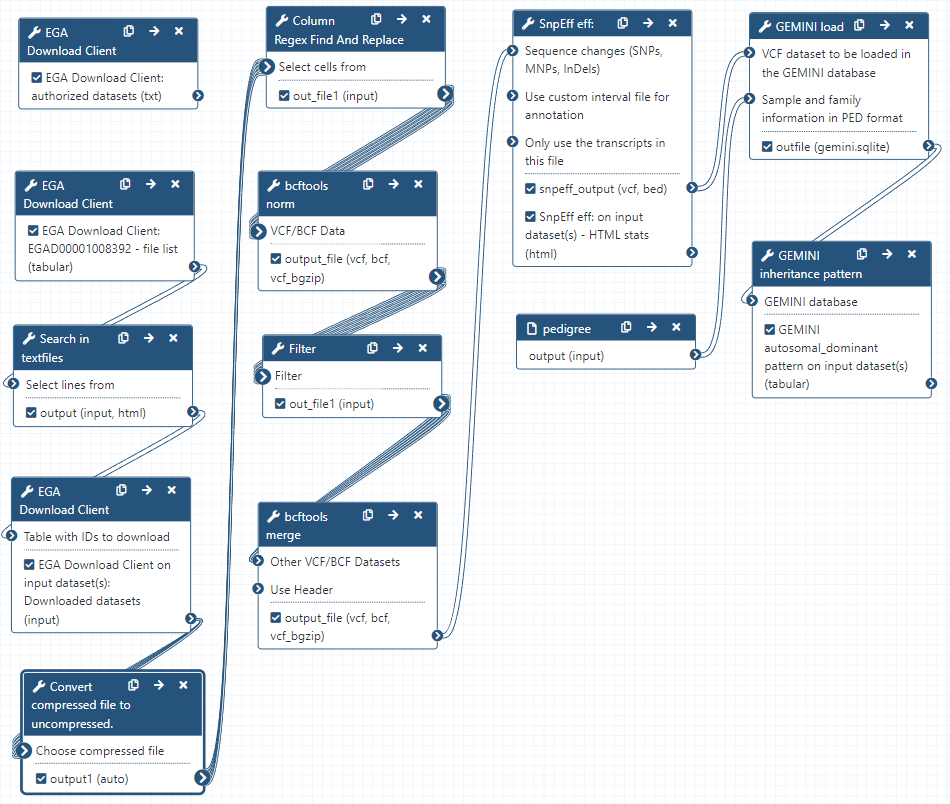 EGA
Download Client
EGA Download Client:
authorized datasets (txt)
EGA
Download Client
EGA Download Client:
EGAD00001008392 - file list
(tabular)
Search in
textfiles
Select lines from
output (input, html)
EGA
Download Client
Table with IDs to download
EGA Download Client on
input dataset(s):
Downloaded datasets
(input)
Convert
compressed file to
uncompressed.
Choose compressed file
output1 (auto)
Column
Regex Find And Replace
Select cells from
out_file1 (input)
bcftools
norm
VCF/BCF Data
output_file (vcf, bcf,
vcf_bgzip)
Filter
Filter
out_file1 (input)
bcftools
merge
Other VCF/BCF Datasets
Use Header
output_file (vcf, bcf,
vcf_bgzip)
SnpEff eff:
Sequence changes (SNPs,
MNPs, InDels)
Use custom interval file for
annotation
Only use the transcripts in
this file
snpeff_output (vcf, bed)
SnpEff eff: on input
dataset(s) - HTML stats
(html)
pedigree
output (input)
GEMINI load
VCF dataset to be loaded in
the GEMINI database
Sample and family
information in PED format
outfile (gemini.sqlite)
GEMINI
inheritance pattern
GEMINI database
GEMINI
autosomal_dominant
pattern on input dataset(s)
(tabular)